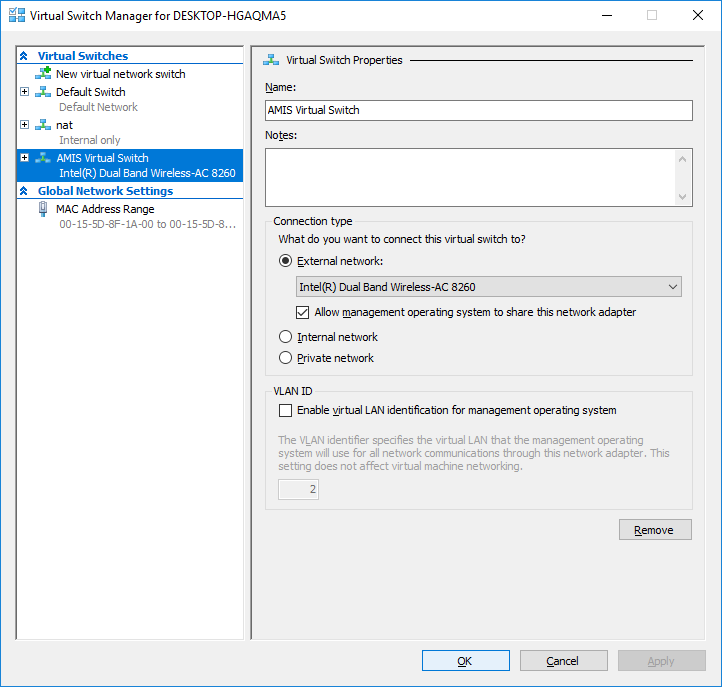 Virtual Switch Manager for DESKTOP-HGAQMA5
Virtual Switches
New virtual network switch
Default Switch
Default Network
nat
Internal only
AMIS Virtual Switch
Intel(R) Dual Band Wireless-AC 8260
Global Network Settings
MAC Address Range
00-15-5D-8F-1A-00 to 00-15-5D-8...
Virtual Switch Properties
Name:
AMIS Virtual Switch
Notes:
Connection type
What do you want to connect this virtual switch to?
External network:
Intel(R) Dual Band Wireless-AC 8260
Allow management operating system to share this network adapter
Internal network
Private network
VLAN ID
Enable virtual LAN identification for management operating system
The VLAN identifier specifies the virtual LAN that the management operating
system will use for all network communications through this network adapter. This
setting does not affect virtual machine networking.
2
Remove
OK
Cancel
Apply